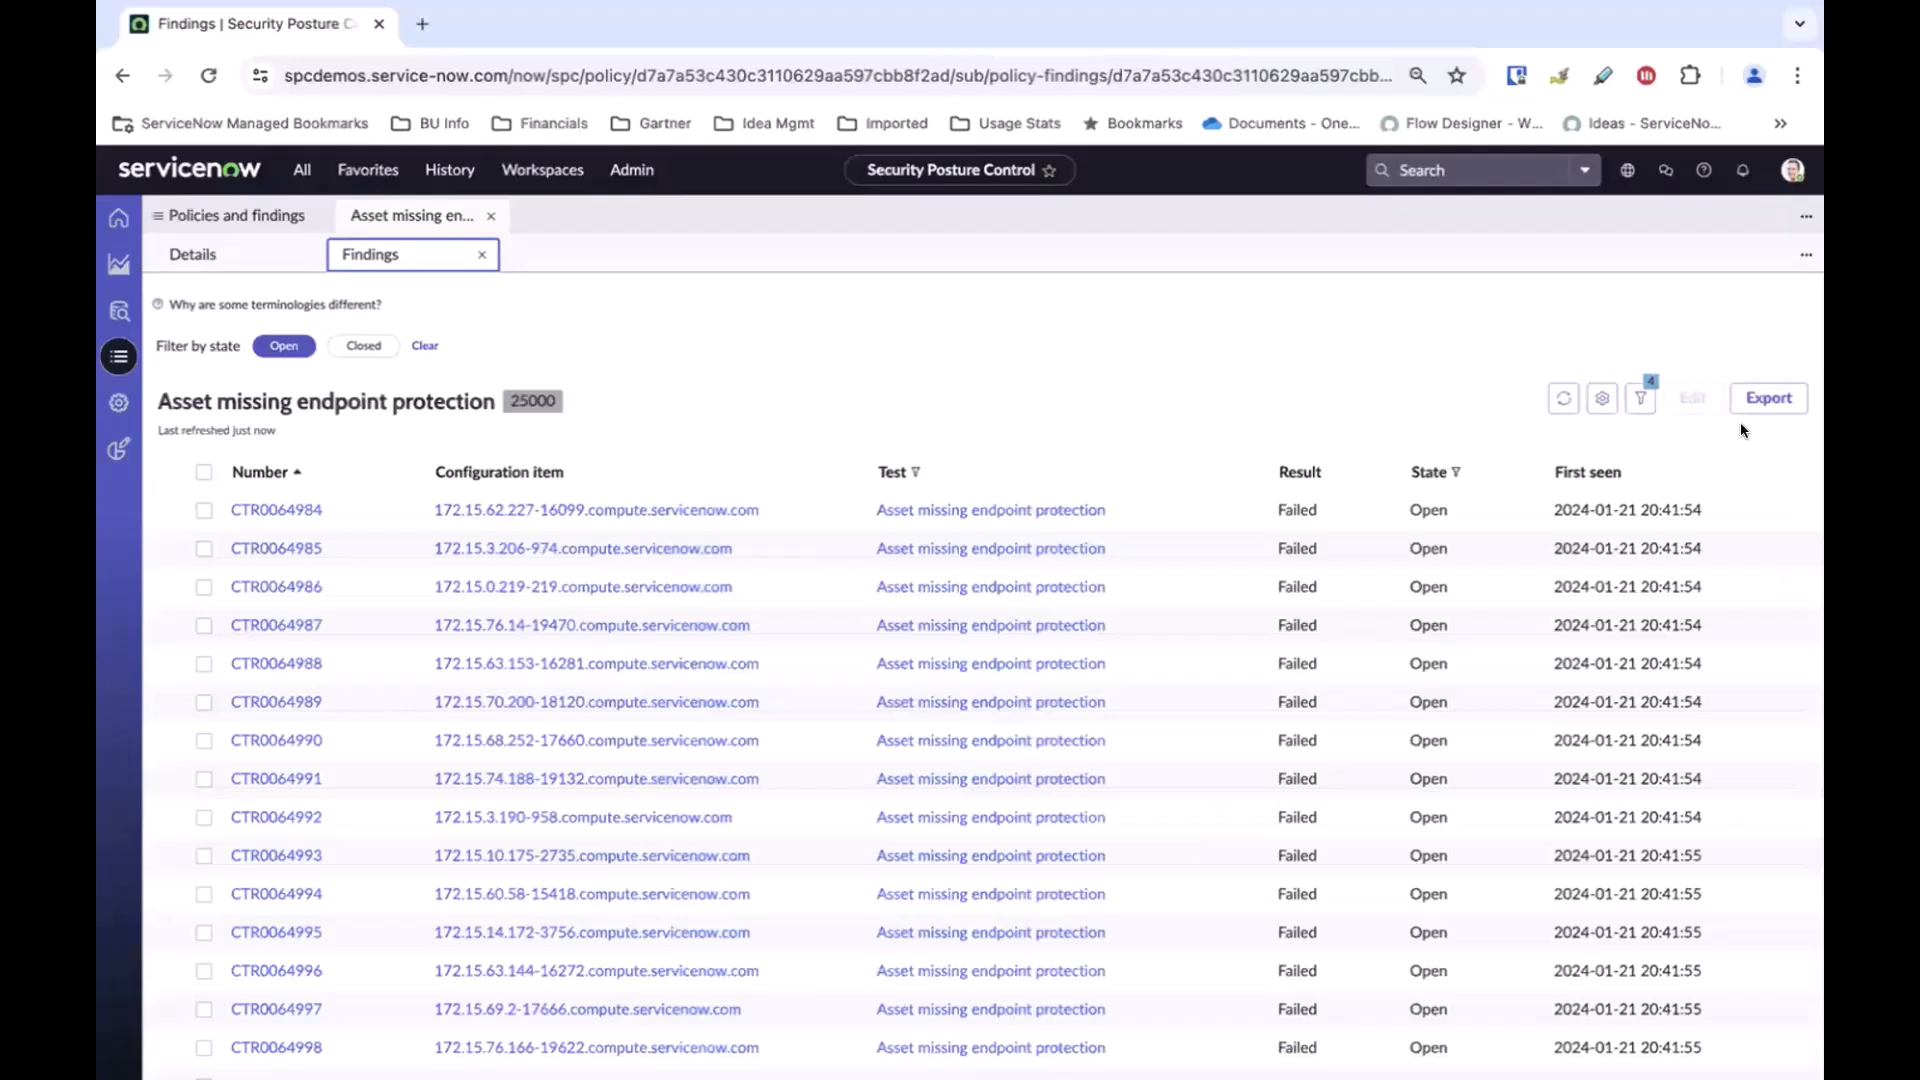 Findings | Security Posture C
spcdemos.service-now.com/now/spc/policy/d7a7a53c430c3110629aa597cbb8f2ad/sub/policy-findings/d7a7a53c430c3110629aa597cbb...
ServiceNow Managed Bookmarks BU Info Financials Gartner Idea Mgmt Imported Usage Stats Bookmarks Documents - One... Flow Designer - W... Ideas - ServiceNo...
servicenow All Favorites History Workspaces Admin Security Posture Control Search
Policies and findings Asset missing en...
Details Findings
Why are some terminologies different?
Filter by state Open Closed Clear
4
Asset missing endpoint protection 25000 Edit Export
Last refreshed just now
Number Configuration item Test Result State First seen
CTR0064984 172.15.62.227-16099.compute.servicenow.com Asset missing endpoint protection Failed Open 2024-01-21 20:41:54
CTR0064985 172.15.3.206-974.compute.servicenow.com Asset missing endpoint protection Failed Open 2024-01-21 20:41:54
CTR0064986 172.15.0.219-219.compute.servicenow.com Asset missing endpoint protection Failed Open 2024-01-21 20:41:54
CTR0064987 172.15.76.14-19470.compute.servicenow.com Asset missing endpoint protection Failed Open 2024-01-21 20:41:54
CTR0064988 172.15.63.153-16281.compute.servicenow.com Asset missing endpoint protection Failed Open 2024-01-21 20:41:54
CTR0064989 172.15.70.200-18120.compute.servicenow.com Asset missing endpoint protection Failed Open 2024-01-21 20:41:54
CTR0064990 172.15.68.252-17660.compute.servicenow.com Asset missing endpoint protection Failed Open 2024-01-21 20:41:54
CTR0064991 172.15.74.188-19132.compute.servicenow.com Asset missing endpoint protection Failed Open 2024-01-21 20:41:54
CTR0064992 172.15.3.190-958.compute.servicenow.com Asset missing endpoint protection Failed Open 2024-01-21 20:41:54
CTR0064993 172.15.10.175-2735.compute.servicenow.com Asset missing endpoint protection Failed Open 2024-01-21 20:41:55
CTR0064994 172.15.60.58-15418.compute.servicenow.com Asset missing endpoint protection Failed Open 2024-01-21 20:41:55
CTR0064995 172.15.14.172-3756.compute.servicenow.com Asset missing endpoint protection Failed Open 2024-01-21 20:41:55
CTR0064996 172.15.63.144-16272.compute.servicenow.com Asset missing endpoint protection Failed Open 2024-01-21 20:41:55
CTR0064997 172.15.69.2-17666.compute.servicenow.com Asset missing endpoint protection Failed Open 2024-01-21 20:41:55
CTR0064998 172.15.76.166-19622.compute.servicenow.com Asset missing endpoint protection Failed Open 2024-01-21 20:41:55